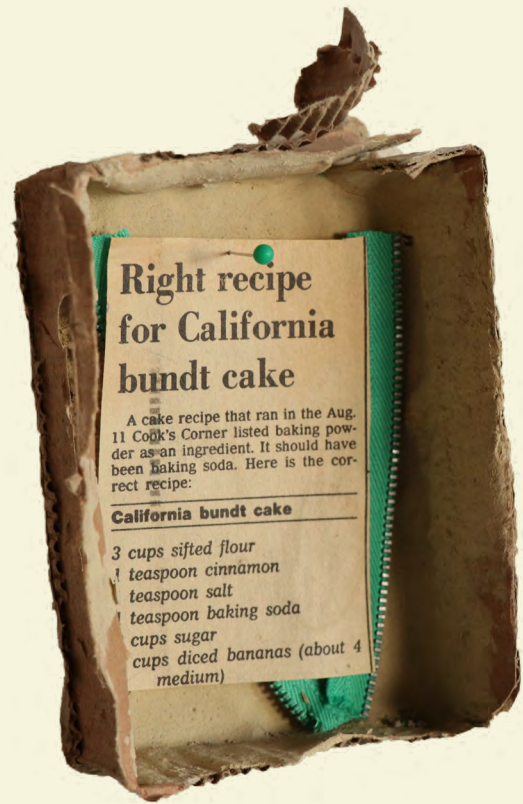 Right recipe
for California
bundt cake
A cake recipe that ran in the Aug.
11 Cook's Corner listed baking pow-
der as an ingredient. It should have
been baking soda. Here is the cor-
rect recipe:
California bundt cake
3 cups sifted flour
1 teaspoon cinnamon
teaspoon salt
1 teaspoon baking soda
cups sugar
cups diced bananas (about 4
medium)